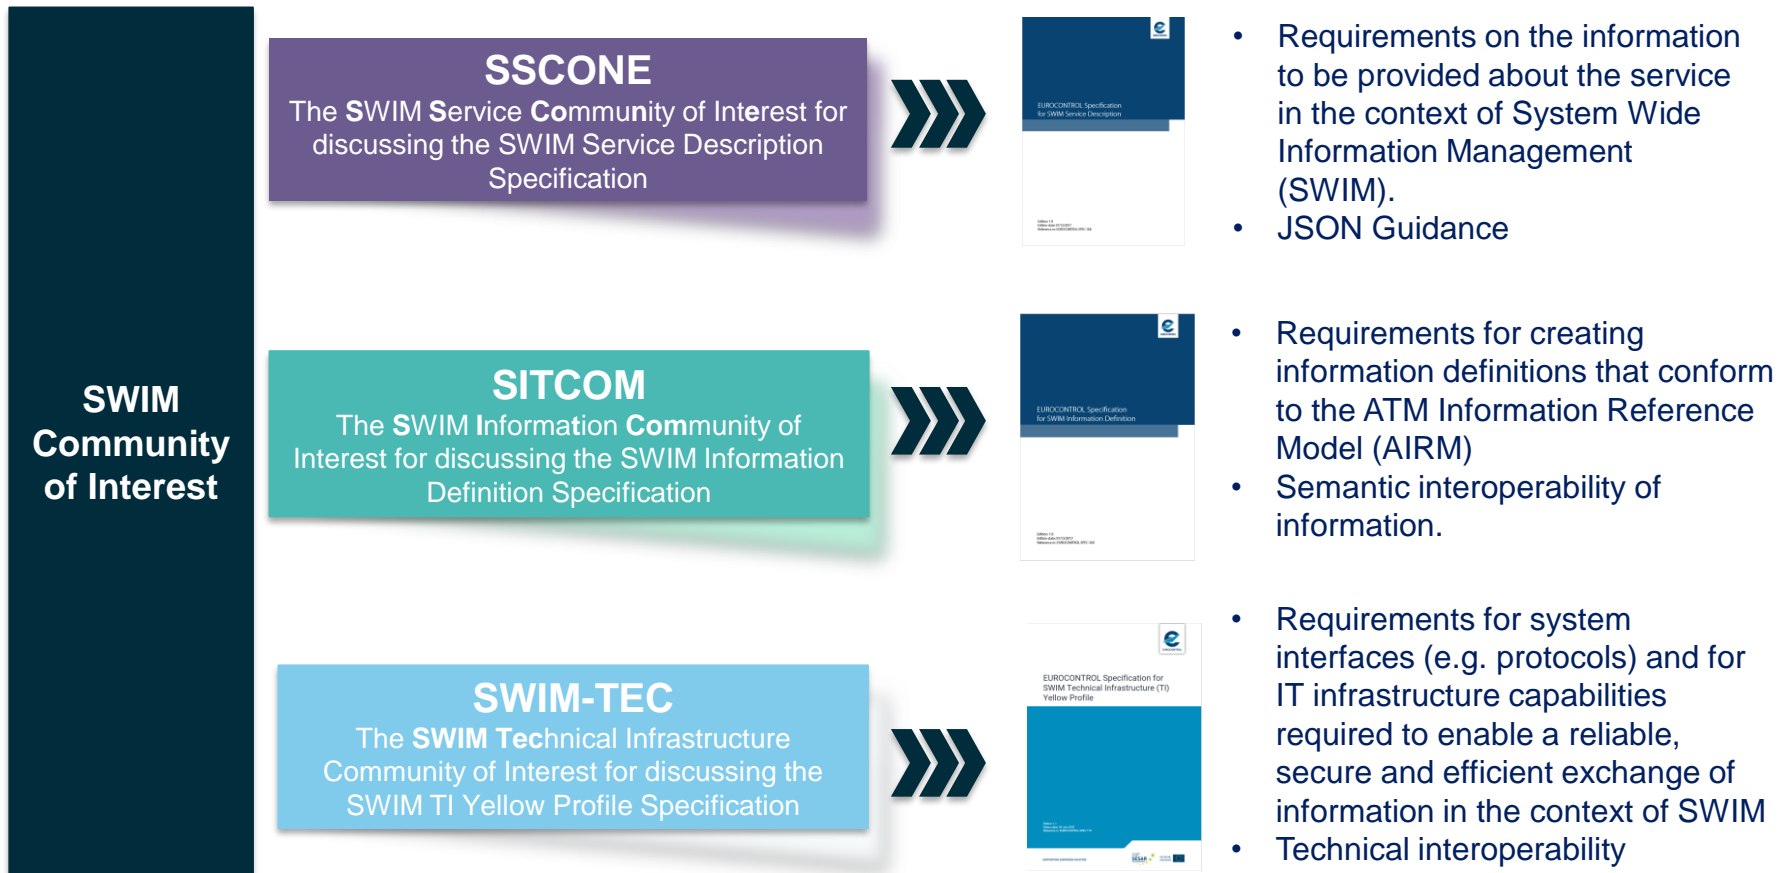 SWIM
Community
of Interest
SSCONE
The SWIM Service Community of Interest for
discussing the SWIM Service Description
Specification
EUROCONTROL Specification
for SWIM Service Description
• Requirements on the information
to be provided about the service
in the context of System Wide
Information Management
(SWIM).
• JSON Guidance
SITCOM
The SWIM Information Community of
Interest for discussing the SWIM Information
Definition Specification
EUROCONTROL Specification
for SWIM Information Definition
• Requirements for creating
information definitions that conform
to the ATM Information Reference
Model (AIRM)
• Semantic interoperability of
information.
SWIM-TEC
The SWIM Technical Infrastructure
Community of Interest for discussing the
SWIM TI Yellow Profile Specification
EUROCONTROL Specification for
SWIM Technical Infrastructure (TI)
Yellow Profile
SESAR
• Requirements for system
interfaces (e.g. protocols) and for
IT infrastructure capabilities
required to enable a reliable,
secure and efficient exchange of
information in the context of SWIM
• Technical interoperability